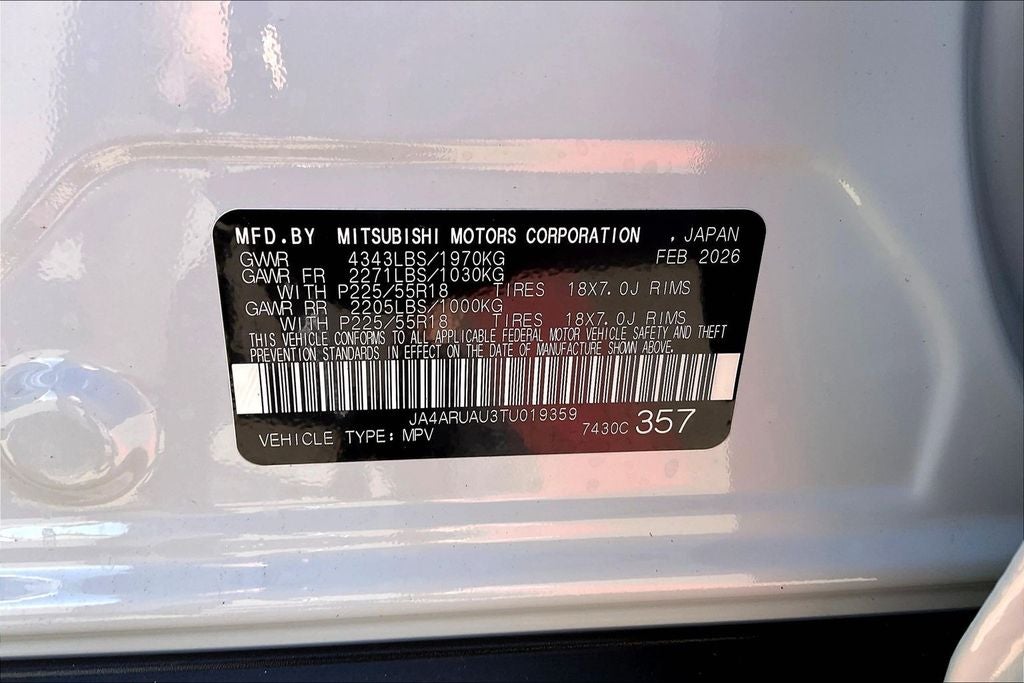 MFD.BY MITSUBISHI MOTORS CORPORATION , JAPAN
GVWR 4343LBS/1970KG FEB 2026
GAWR FR 2271LBS/1030KG
WITH P225/55R18 TIRES 18X7.0J RIMS
GAWR RR 2205LBS/1000KG
WITH P225/55R18 TIRES 18X7.0J RIMS
THIS VEHICLE CONFORMS TO ALL APPLICABLE FEDERAL MOTOR VEHICLE SAFETY AND THEFT
PREVENTION STANDARDS IN EFFECT ON THE DATE OF MANUFACTURE SHOWN ABOVE.
JA4ARUAU3TU019359
VEHICLE TYPE: MPV 7430C 357